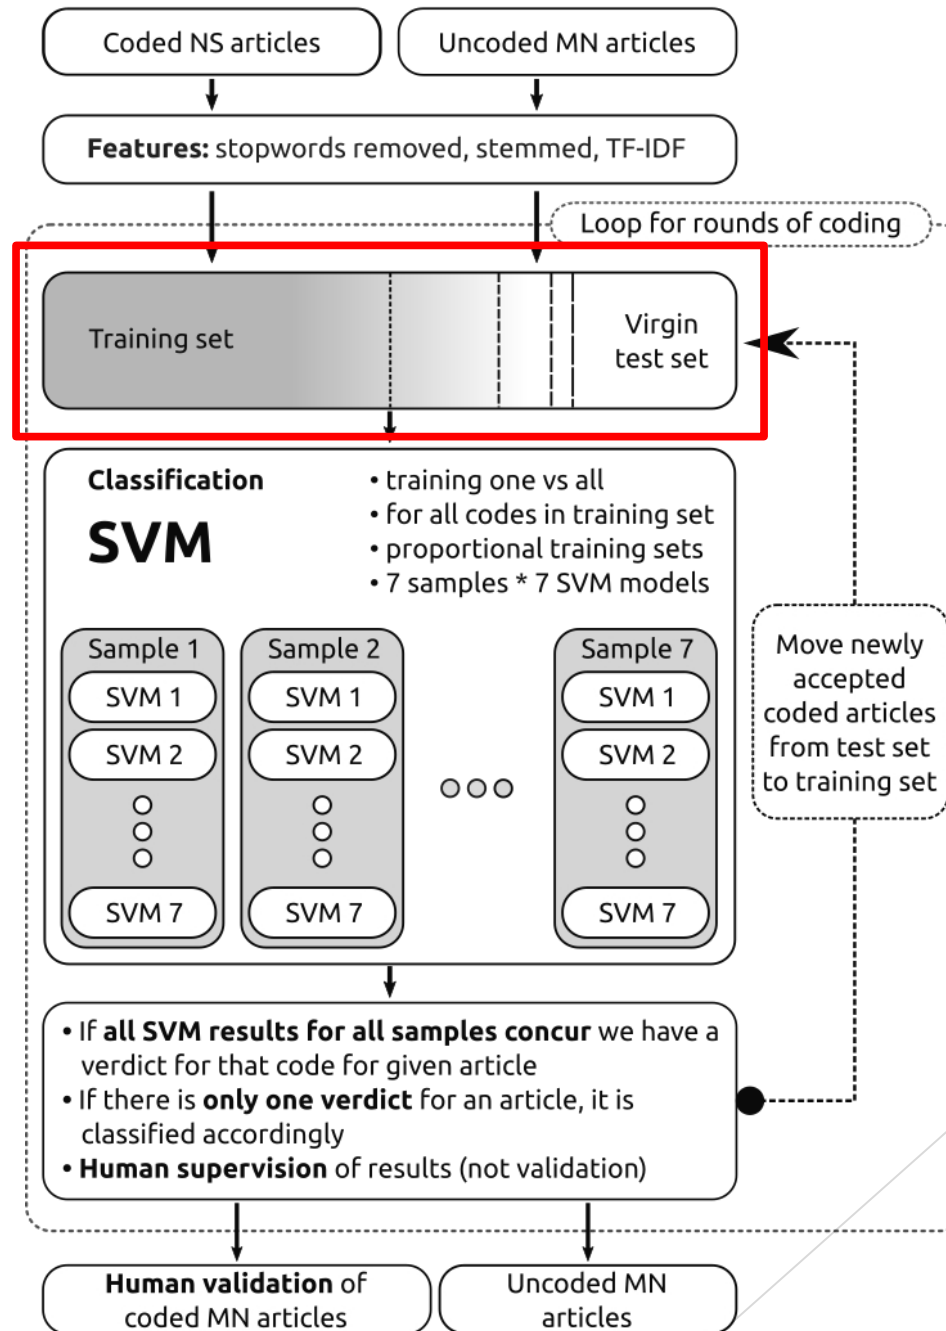 Coded NS articles
Uncoded MN articles
Features: stopwords removed, stemmed, TF-IDF
Loop for rounds of coding
Training set
Virgin
test set
Classification
SVM
• training one vs all
• for all codes in training set
• proportional training sets
• 7 samples * 7 SVM models
Sample 1
SVM 1
SVM 2
SVM 7
Sample 2
SVM 1
SVM 2
SVM 7
Sample 7
SVM 1
SVM 2
SVM 7
Move newly
accepted
coded articles
from test set
to training set
• If all SVM results for all samples concur we have a
verdict for that code for given article
• If there is only one verdict for an article, it is
classified accordingly
• Human supervision of results (not validation)
Human validation of
coded MN articles
Uncoded MN
articles